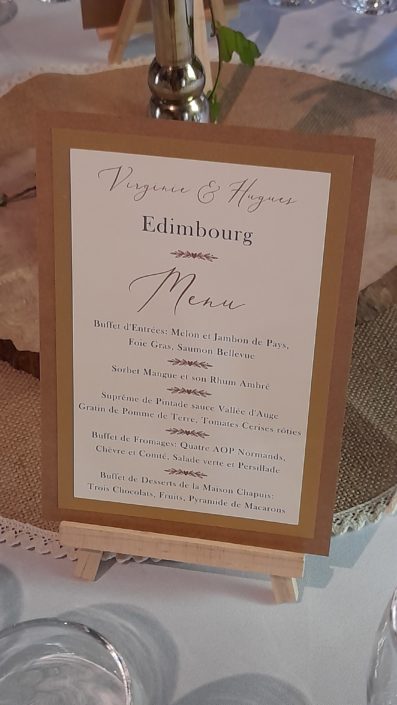 Virginie & Hugues
Edimbourg
Menu
Buffet d'Entrées: Melon et Jambon de Pays,
Foie Gras, Saumon Bellevue
Sorbet Mangue et son Rhum Ambré
Suprême de Pintade sauce Vallée d'Auge
Gratin de Pomme de Terre, Tomates Cerises rôties
Buffet de Fromages: Quatre AOP Normands,
Chèvre et Comté, Salade verte et Persillade
Buffet de Desserts de la Maison Chapuis:
Trois Chocolats, Fruits, Pyramide de Macarons